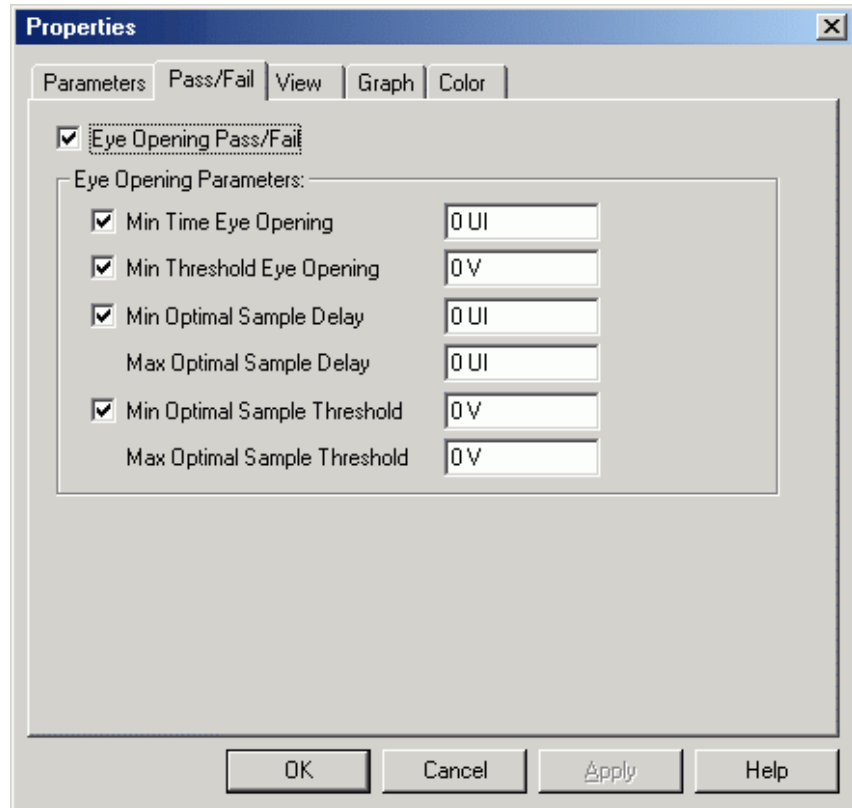 Properties
Parameters Pass/Fail View Graph Color
Eye Opening Pass/Fail
Eye Opening Parameters:
Min Time Eye Opening 0 UI
Min Threshold Eye Opening 0 V
Min Optimal Sample Delay 0 UI
Max Optimal Sample Delay 0 UI
Min Optimal Sample Threshold 0 V
Max Optimal Sample Threshold 0 V
OK Cancel Apply Help